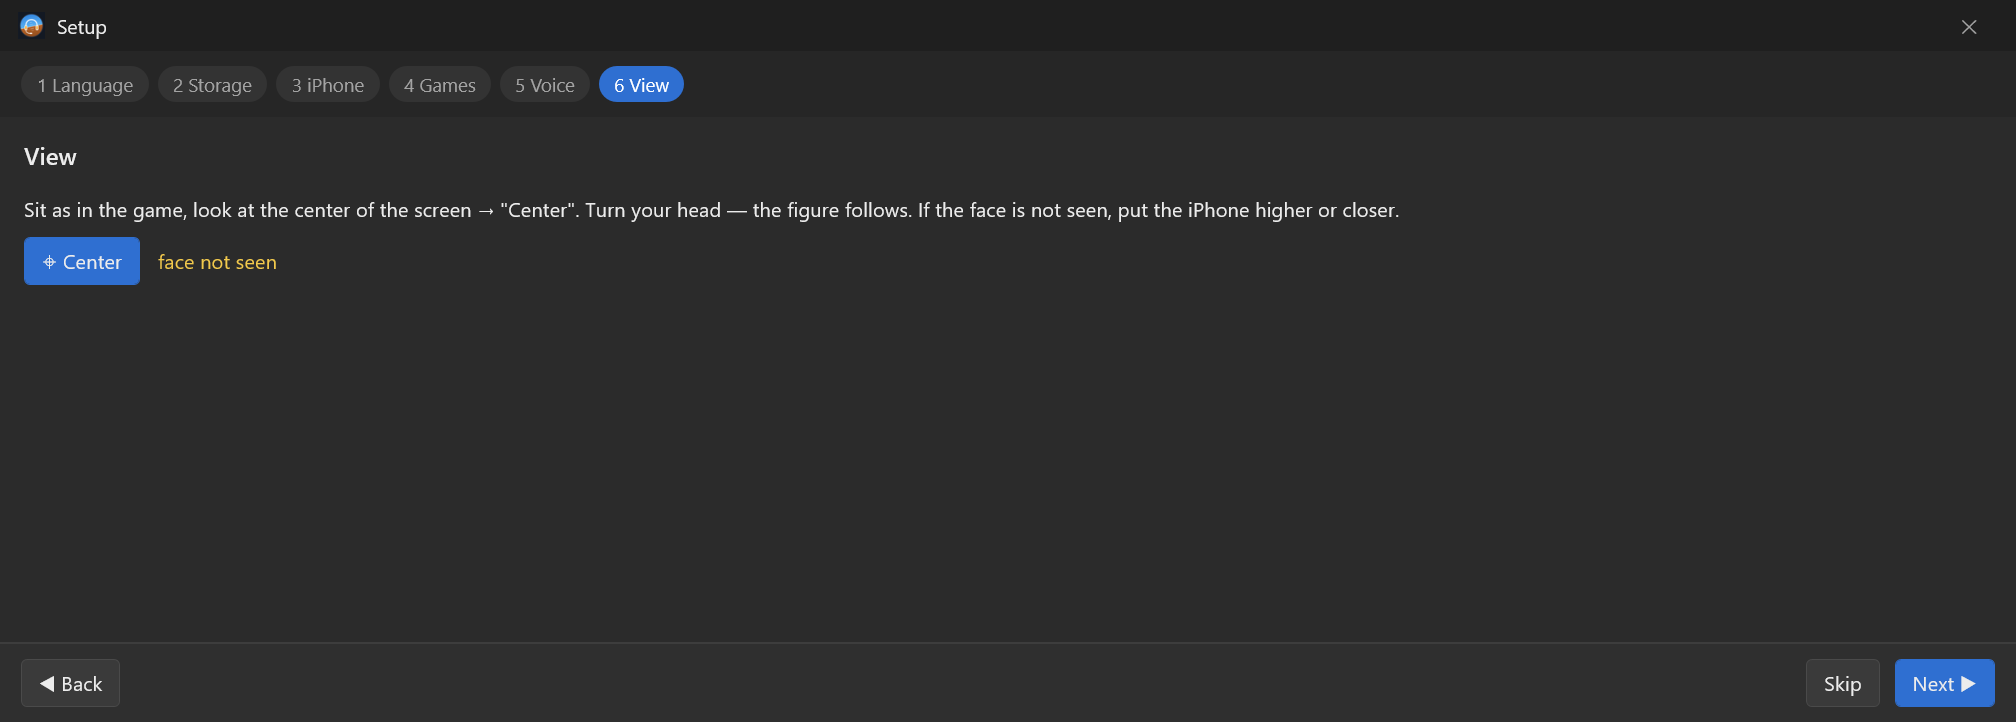 Setup
1 Language
2 Storage
3 iPhone
4 Games
5 Voice
6 View
View
Sit as in the game, look at the center of the screen → "Center". Turn your head — the figure follows. If the face is not seen, put the iPhone higher or closer.
⌖ Center
face not seen
◀ Back
Skip
Next ▶